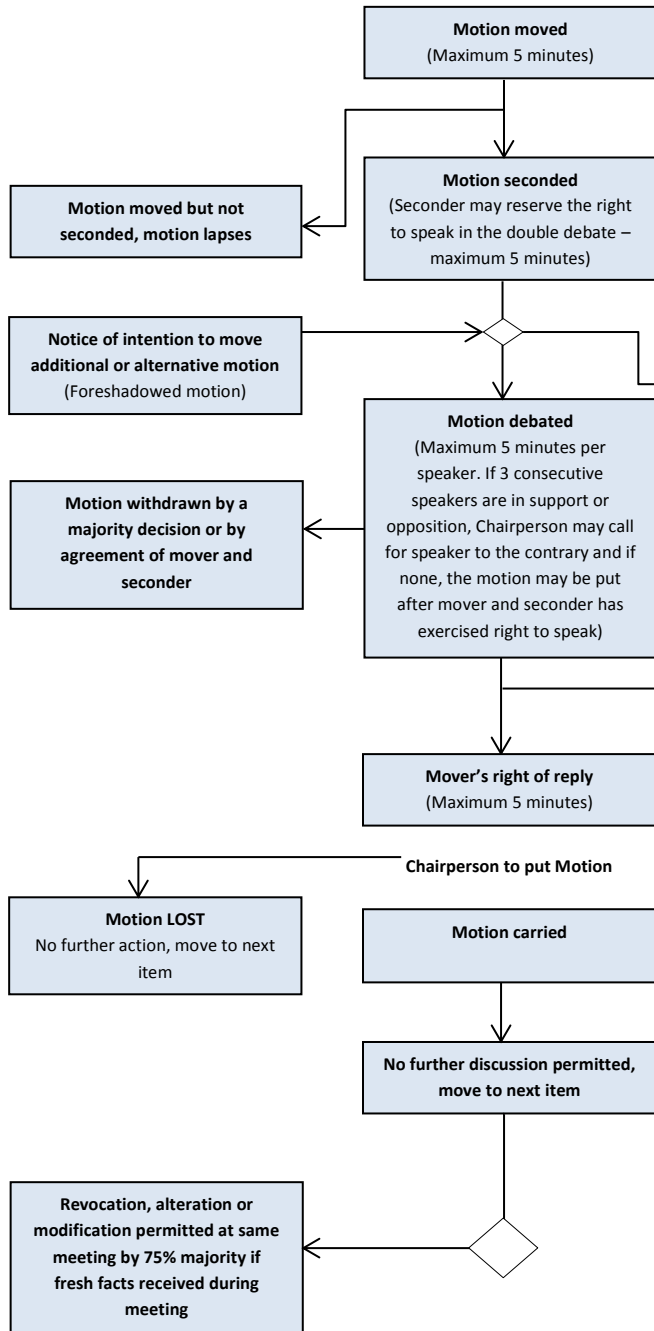 Motion moved
(Maximum 5 minutes)
Motion seconded
(Seconder may reserve the right
to speak in the double debate –
maximum 5 minutes)
Motion moved but not
seconded, motion lapses
Notice of intention to move
additional or alternative motion
(Foreshadowed motion)
Motion debated
(Maximum 5 minutes per
speaker. If 3 consecutive
speakers are in support or
opposition, Chairperson may call
for speaker to the contrary and if
none, the motion may be put
after mover and seconder has
exercised right to speak)
Motion withdrawn by a
majority decision or by
agreement of mover and
seconder
Mover’s right of reply
(Maximum 5 minutes)
Chairperson to put Motion
Motion LOST
No further action, move to next
item
Motion carried
No further discussion permitted,
move to next item
Revocation, alteration or
modification permitted at same
meeting by 75% majority if
fresh facts received during
meeting